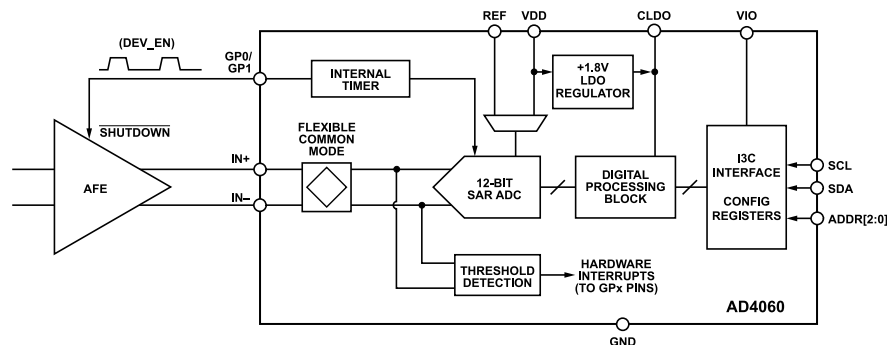 REF
VDD
CLDO
VIO
(DEV_EN)
GP0/
GP1
INTERNAL
TIMER
+1.8V
LDO
REGULATOR
SHUTDOWN
FLEXIBLE
COMMON
MODE
IN+
AFE
IN–
12-BIT
SAR ADC
DIGITAL
PROCESSING
BLOCK
I3C
INTERFACE
CONFIG
REGISTERS
SCL
SDA
ADDR[2:0]
THRESHOLD
DETECTION
HARDWARE
INTERRUPTS
(TO GPx PINS)
AD4060
GND